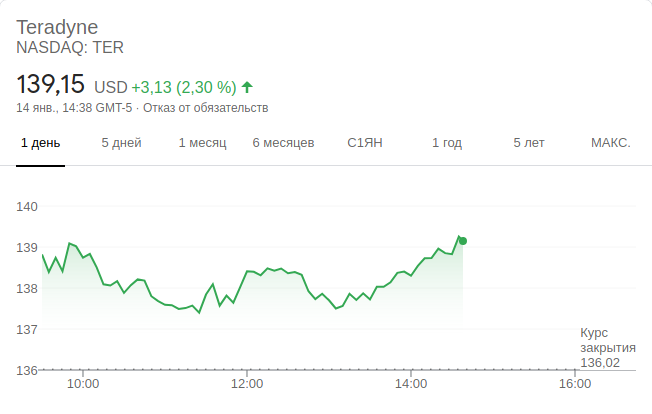 Teradyne
NASDAQ: TER
139,15 USD +3,13 (2,30 %)
14 янв., 14:38 GMT-5 · Отказ от обязательств
1 день 5 дней 1 месяц 6 месяцев С1ЯН 1 год 5 лет МАКС.
140
139
138
137
Курс
закрытия
136,02
136
10:00 12:00 14:00 16:00